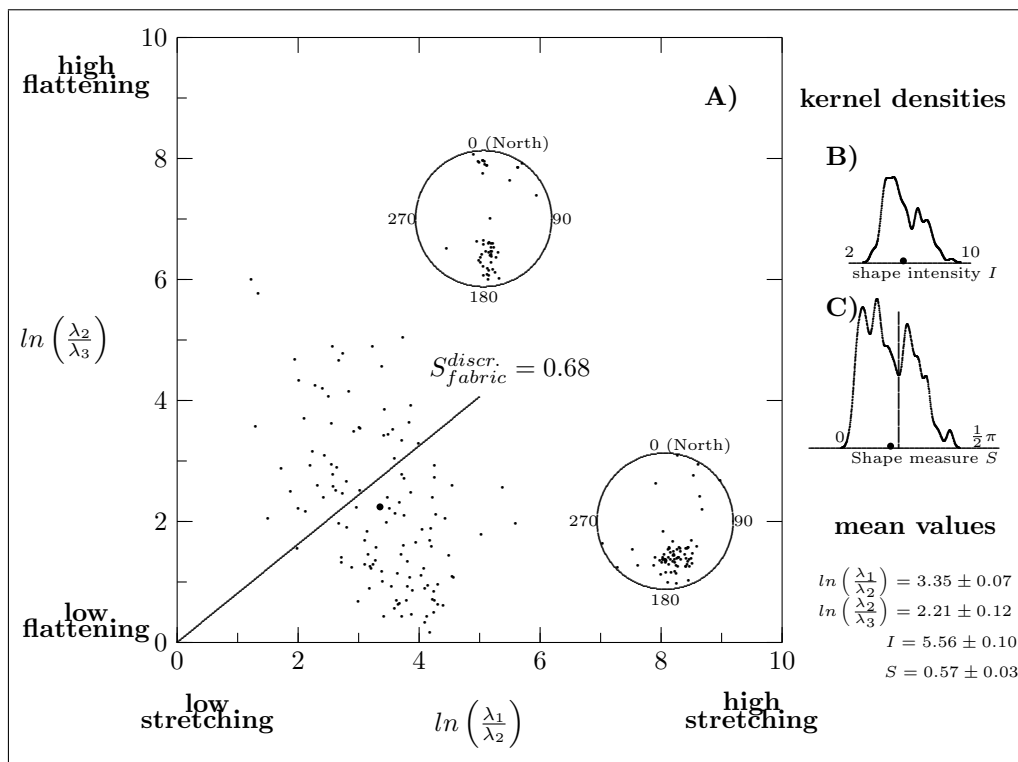 10
high
flattening
A)
kernel densities
0 (North)
8
B)
270
90
2
10
shape intensity I
6
180
C)
ln (λ₂/λ₃)
S_{fabric}^{discr.} = 0.68
4
0
½ π
Shape measure S
0 (North)
2
270
90
mean values
ln (λ₁/λ₂) = 3.35 ± 0.07
180
ln (λ₂/λ₃) = 2.21 ± 0.12
low
flattening
0
I = 5.56 ± 0.10
0
2
4
6
8
10
S = 0.57 ± 0.03
low
stretching
ln (λ₁/λ₂)
high
stretching